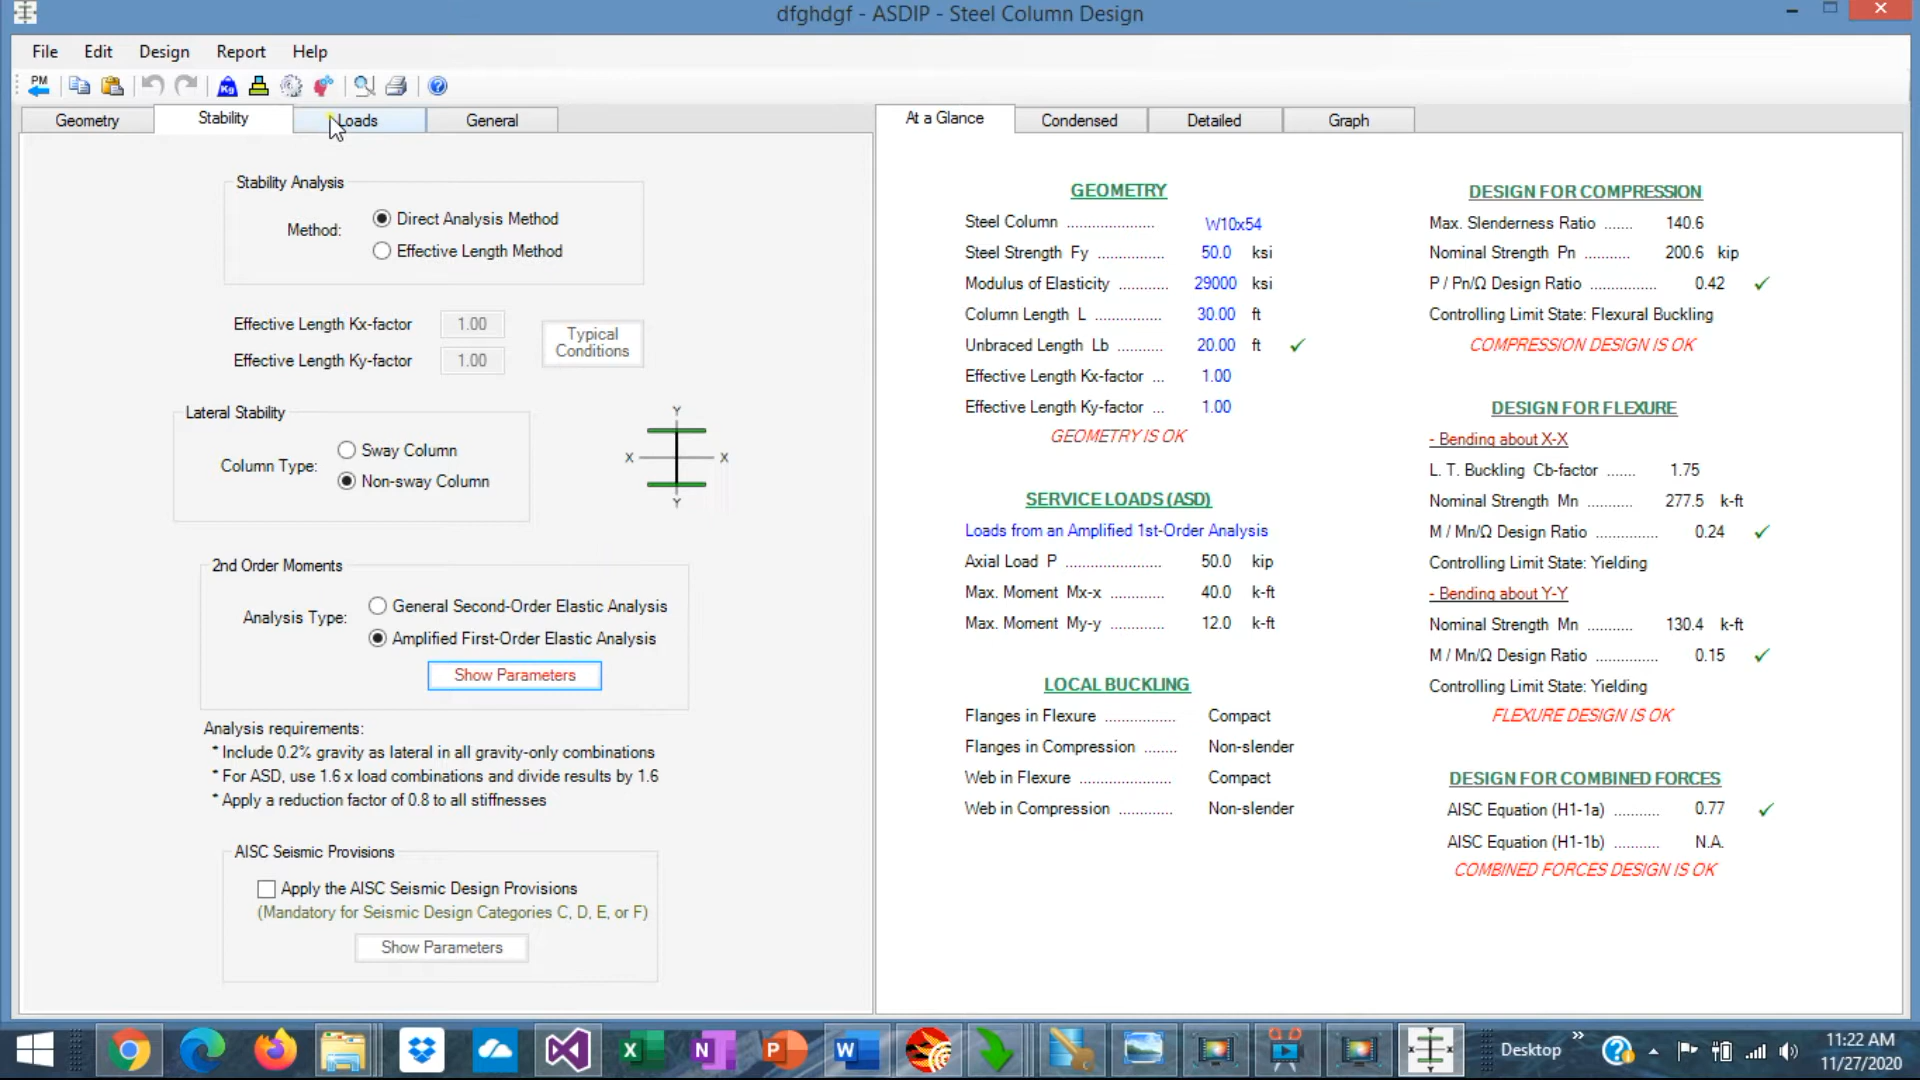 dfghdgf - ASDIP - Steel Column Design
File Edit Design Report Help
PM Kg
Geometry Stability Loads General
At a Glance Condensed Detailed Graph
Stability Analysis
Method:
Direct Analysis Method
Effective Length Method
Effective Length Kx-factor 1.00
Effective Length Ky-factor 1.00
Typical
Conditions
Lateral Stability
Column Type:
Sway Column
Non-sway Column
Y
X X
Y
2nd Order Moments
Analysis Type:
General Second-Order Elastic Analysis
Amplified First-Order Elastic Analysis
Show Parameters
Analysis requirements:
* Include 0.2% gravity as lateral in all gravity-only combinations
* For ASD, use 1.6 x load combinations and divide results by 1.6
* Apply a reduction factor of 0.8 to all stiffnesses
AISC Seismic Provisions
Apply the AISC Seismic Design Provisions
(Mandatory for Seismic Design Categories C, D, E, or F)
Show Parameters
GEOMETRY
Steel Column ..................... W10x54
Steel Strength Fy ................ 50.0 ksi
Modulus of Elasticity ............ 29000 ksi
Column Length L ................ 30.00 ft
Unbraced Length Lb ........... 20.00 ft ✓
Effective Length Kx-factor ... 1.00
Effective Length Ky-factor ... 1.00
GEOMETRY IS OK
SERVICE LOADS (ASD)
Loads from an Amplified 1st-Order Analysis
Axial Load P ....................... 50.0 kip
Max. Moment Mx-x ............. 40.0 k-ft
Max. Moment My-y ............. 12.0 k-ft
LOCAL BUCKLING
Flanges in Flexure ................. Compact
Flanges in Compression ........ Non-slender
Web in Flexure ...................... Compact
Web in Compression ............. Non-slender
DESIGN FOR COMPRESSION
Max. Slenderness Ratio ....... 140.6
Nominal Strength Pn ........... 200.6 kip
P / Pn/Ω Design Ratio ................ 0.42 ✓
Controlling Limit State: Flexural Buckling
COMPRESSION DESIGN IS OK
DESIGN FOR FLEXURE
- Bending about X-X
L. T. Buckling Cb-factor ....... 1.75
Nominal Strength Mn ........... 277.5 k-ft
M / Mn/Ω Design Ratio ............... 0.24 ✓
Controlling Limit State: Yielding
- Bending about Y-Y
Nominal Strength Mn ........... 130.4 k-ft
M / Mn/Ω Design Ratio ............... 0.15 ✓
Controlling Limit State: Yielding
FLEXURE DESIGN IS OK
DESIGN FOR COMBINED FORCES
AISC Equation (H1-1a) ........... 0.77 ✓
AISC Equation (H1-1b) ........... N.A.
COMBINED FORCES DESIGN IS OK
Desktop
11:22 AM
11/27/2020